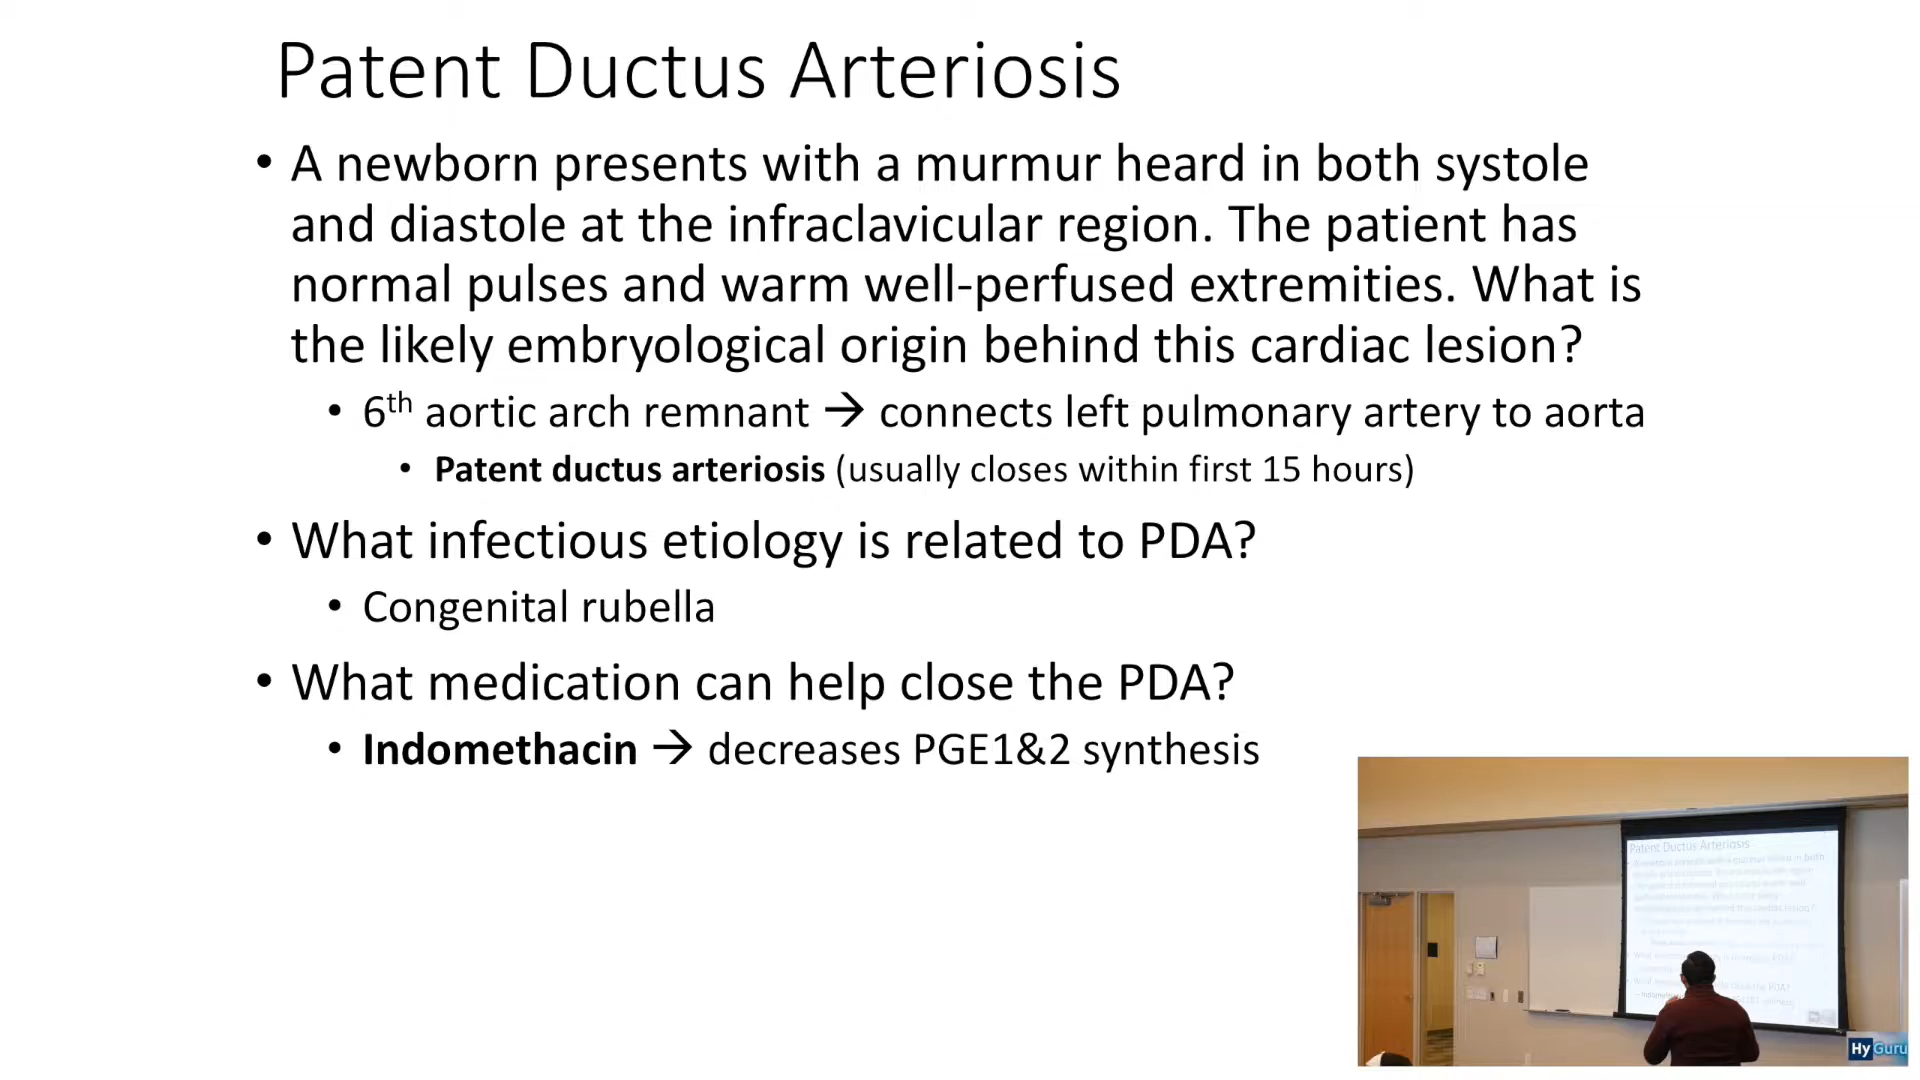 Patent Ductus Arteriosis
• A newborn presents with a murmur heard in both systole
and diastole at the infraclavicular region. The patient has
normal pulses and warm well-perfused extremities. What is
the likely embryological origin behind this cardiac lesion?
• 6th aortic arch remnant → connects left pulmonary artery to aorta
• Patent ductus arteriosis (usually closes within first 15 hours)
• What infectious etiology is related to PDA?
• Congenital rubella
• What medication can help close the PDA?
• Indomethacin → decreases PGE1&2 synthesis
Patent Ductus Arteriosis
HyGuru